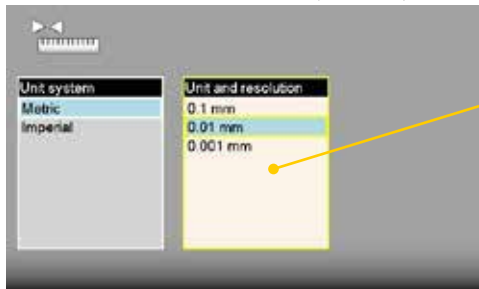 Unit system
Metric
Imperial
Unit and resolution
0.1 mm
0.01 mm
0.001 mm